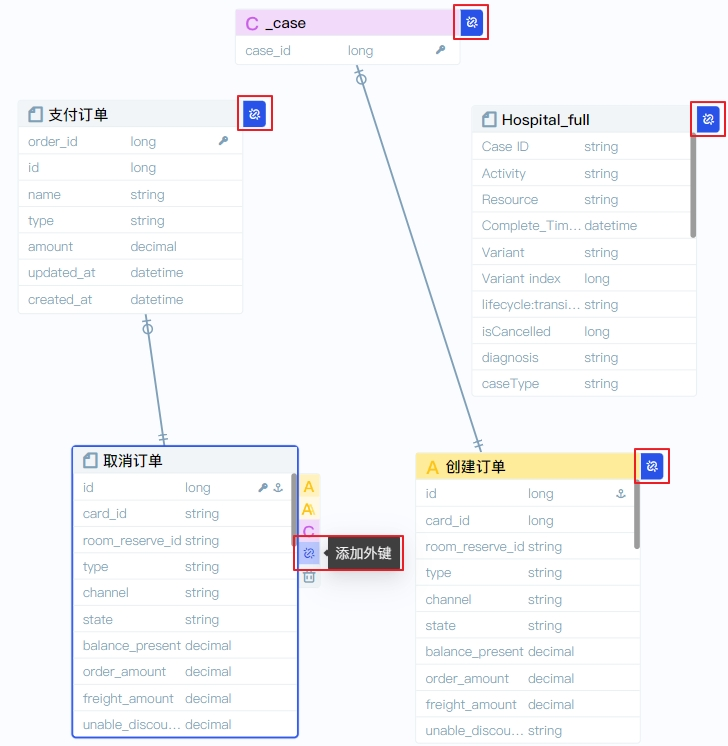 C _case
case_id long
支付订单
order_id long
id long
name string
type string
amount decimal
updated_at datetime
created_at datetime
Hospital_full
Case ID string
Activity string
Resource string
Complete_Tim... datetime
Variant string
Variant index long
lifecycle:transi... string
isCancelled long
diagnosis string
caseType string
取消订单
id long
card_id string
room_reserve_id string
type string
channel string
state string
balance_present decimal
order_amount decimal
freight_amount decimal
unable_discou... decimal
A
A
C
添加外键
A 创建订单
id long
card_id long
room_reserve_id string
type string
channel string
state string
balance_present decimal
order_amount decimal
freight_amount decimal
unable_discou... string